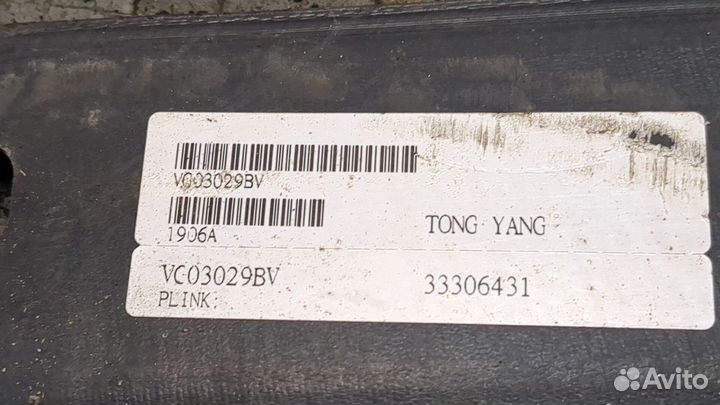 VC03029BV
1906A
TONG YANG
VC03029BV
33306431
PLINK:
Avito